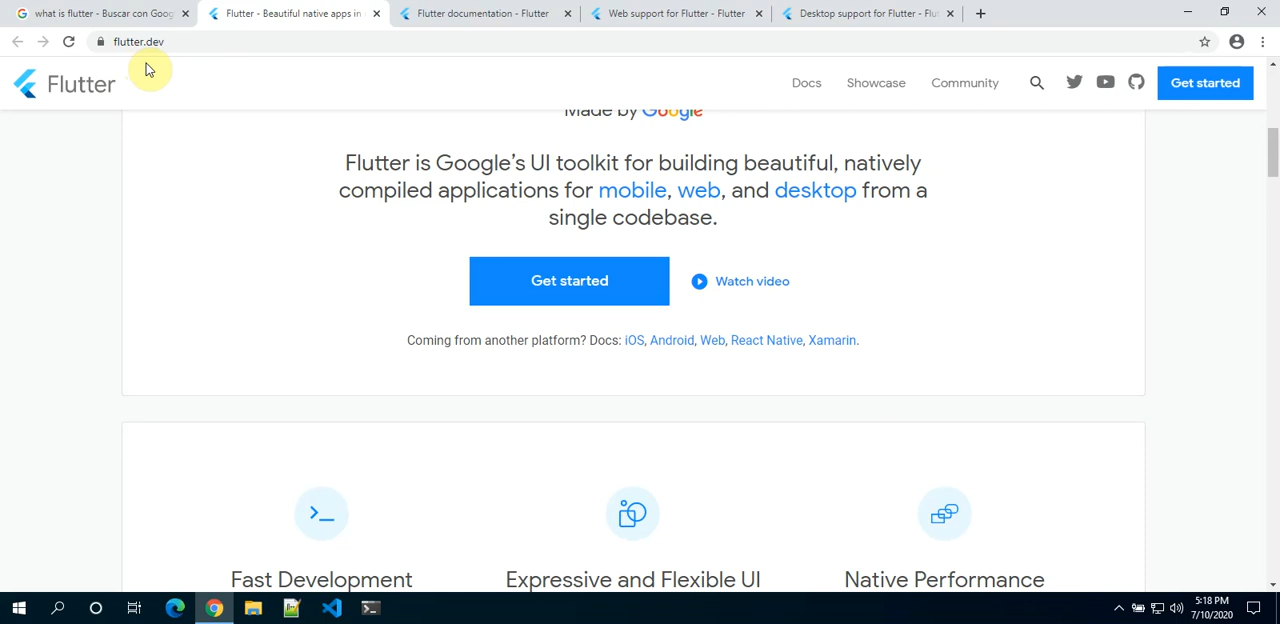 what is flutter - Buscar con Goog
Flutter - Beautiful native apps in
Flutter documentation - Flutter
Web support for Flutter - Flutter
Desktop support for Flutter - Flut
flutter.dev
Flutter
Docs
Showcase
Community
Get started
Made by Google
Flutter is Google's UI toolkit for building beautiful, natively
compiled applications for mobile, web, and desktop from a
single codebase.
Get started
Watch video
Coming from another platform? Docs: iOS, Android, Web, React Native, Xamarin.
Fast Development
Expressive and Flexible UI
Native Performance
5:18 PM
7/10/2020